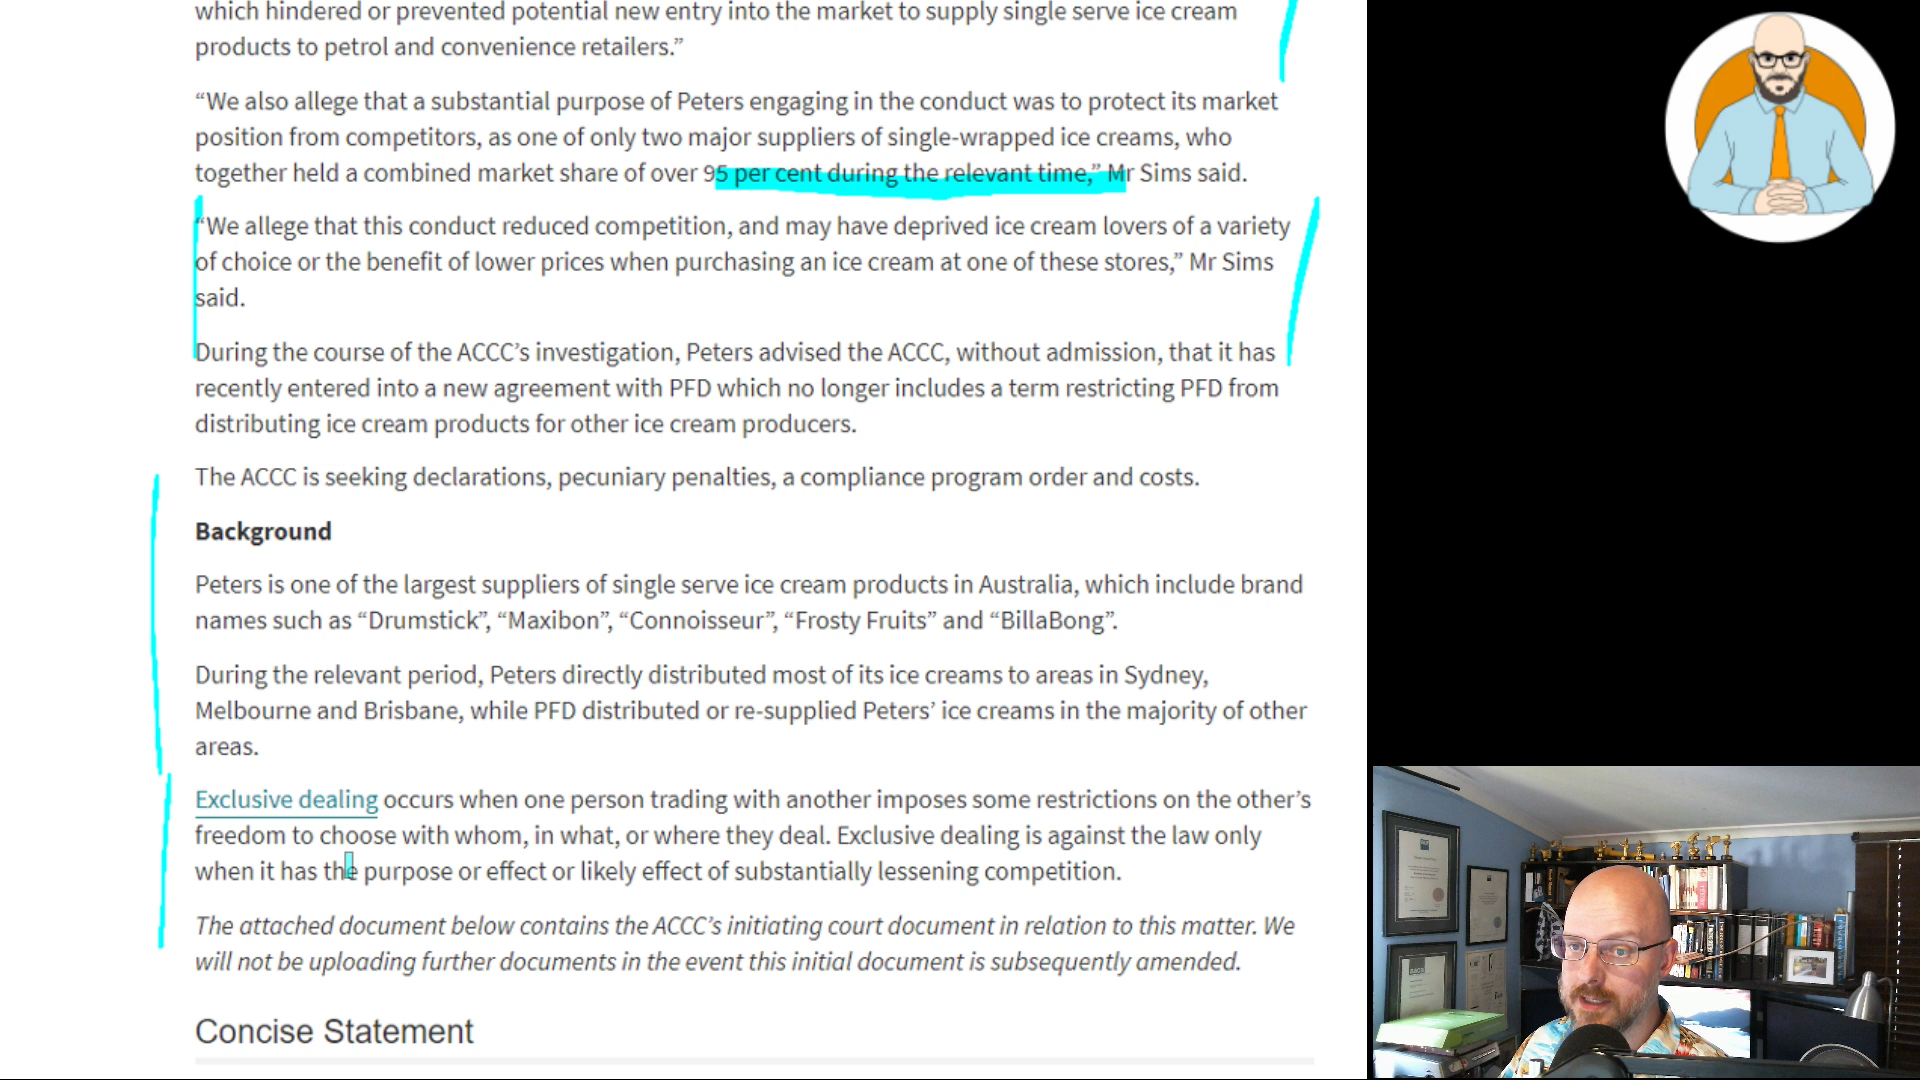 which hindered or prevented potential new entry into the market to supply single serve ice cream
products to petrol and convenience retailers.”
“We also allege that a substantial purpose of Peters engaging in the conduct was to protect its market
position from competitors, as one of only two major suppliers of single-wrapped ice creams, who
together held a combined market share of over 95 per cent during the relevant time,” Mr Sims said.
“We allege that this conduct reduced competition, and may have deprived ice cream lovers of a variety
of choice or the benefit of lower prices when purchasing an ice cream at one of these stores,” Mr Sims
said.
During the course of the ACCC’s investigation, Peters advised the ACCC, without admission, that it has
recently entered into a new agreement with PFD which no longer includes a term restricting PFD from
distributing ice cream products for other ice cream producers.
The ACCC is seeking declarations, pecuniary penalties, a compliance program order and costs.
Background
Peters is one of the largest suppliers of single serve ice cream products in Australia, which include brand
names such as “Drumstick”, “Maxibon”, “Connoisseur”, “Frosty Fruits” and “BillaBong”.
During the relevant period, Peters directly distributed most of its ice creams to areas in Sydney,
Melbourne and Brisbane, while PFD distributed or re-supplied Peters’ ice creams in the majority of other
areas.
Exclusive dealing occurs when one person trading with another imposes some restrictions on the other’s
freedom to choose with whom, in what, or where they deal. Exclusive dealing is against the law only
when it has the purpose or effect or likely effect of substantially lessening competition.
The attached document below contains the ACCC’s initiating court document in relation to this matter. We
will not be uploading further documents in the event this initial document is subsequently amended.
Concise Statement